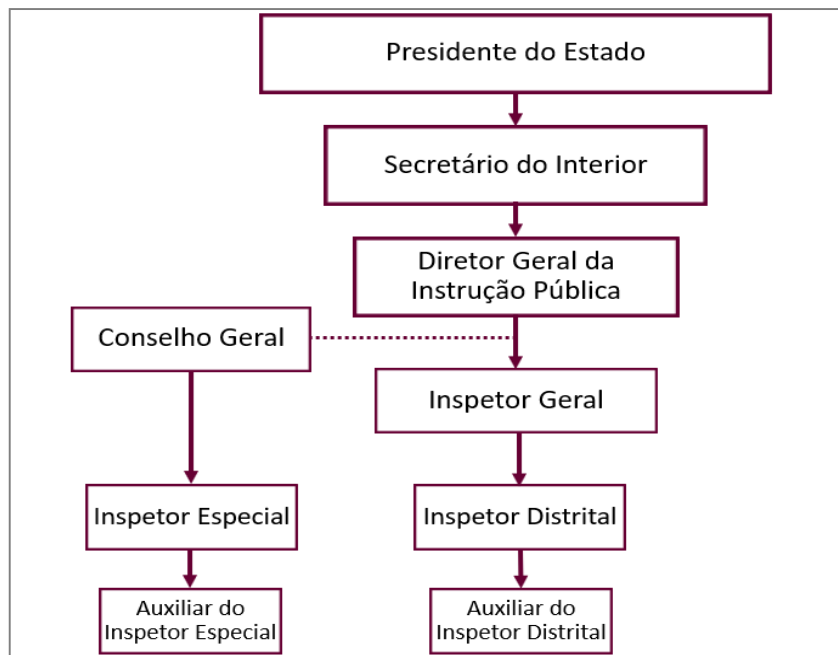 Presidente do Estado
Secretário do Interior
Diretor Geral da
Instrução Pública
Conselho Geral
Inspetor Geral
Inspetor Especial
Inspetor Distrital
Auxiliar do
Inspetor Especial
Auxiliar do
Inspetor Distrital